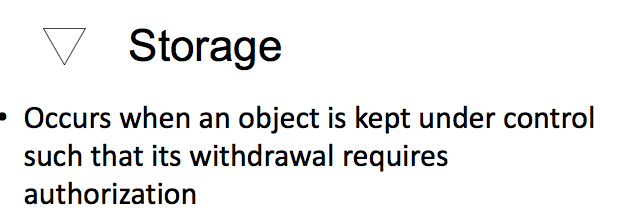 Storage
• Occurs when an object is kept under control
such that its withdrawal requires
authorization